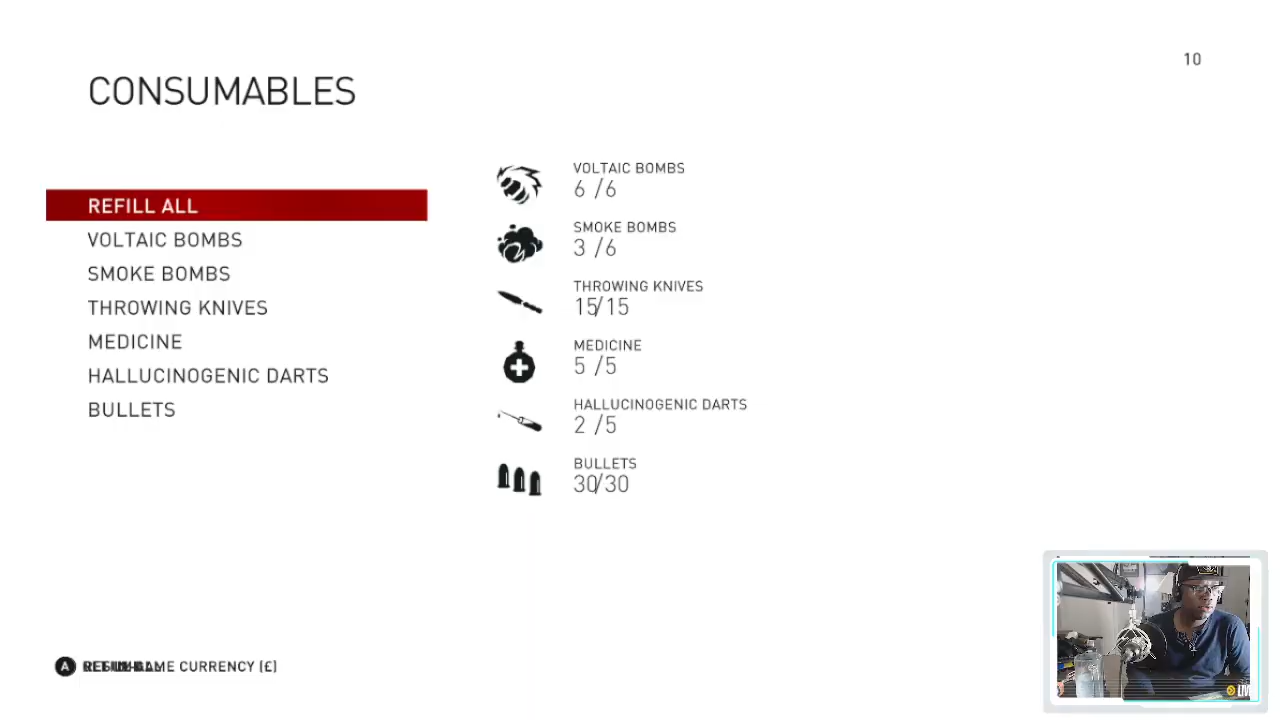 10
CONSUMABLES
REFILL ALL
VOLTAIC BOMBS
SMOKE BOMBS
THROWING KNIVES
MEDICINE
HALLUCINOGENIC DARTS
BULLETS
VOLTAIC BOMBS
6 /6
SMOKE BOMBS
3 /6
THROWING KNIVES
15/15
MEDICINE
5 /5
HALLUCINOGENIC DARTS
2 /5
BULLETS
30/30
A CURRENCY (£)
LIV